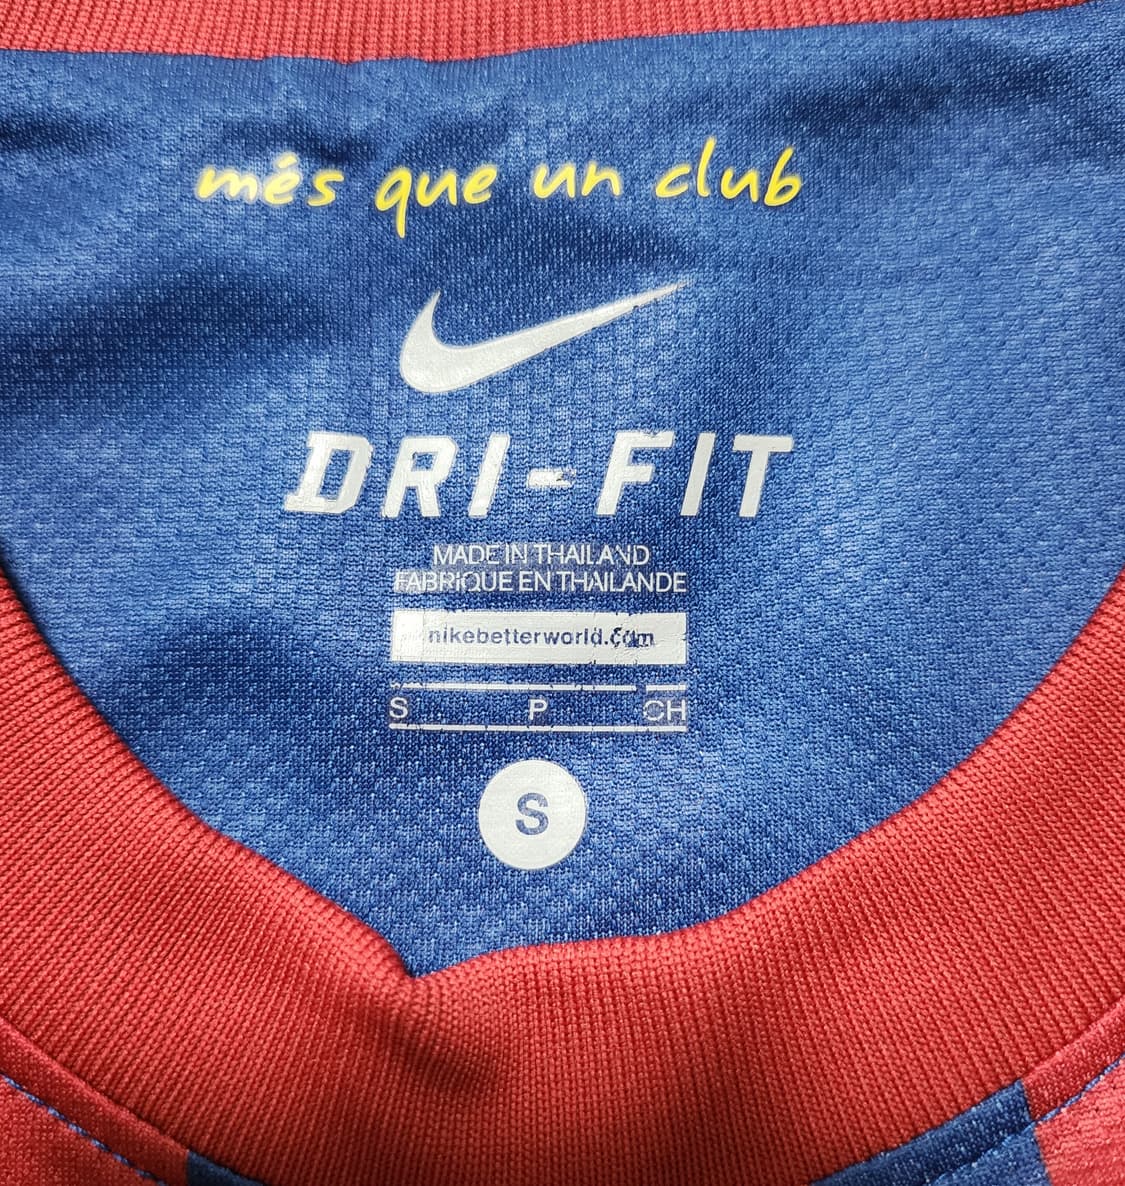 més que un club
DRI-FIT
MADE IN THAILAND
FABRIQUE EN THAILANDE
nikebetterworld.com
S P CH
S